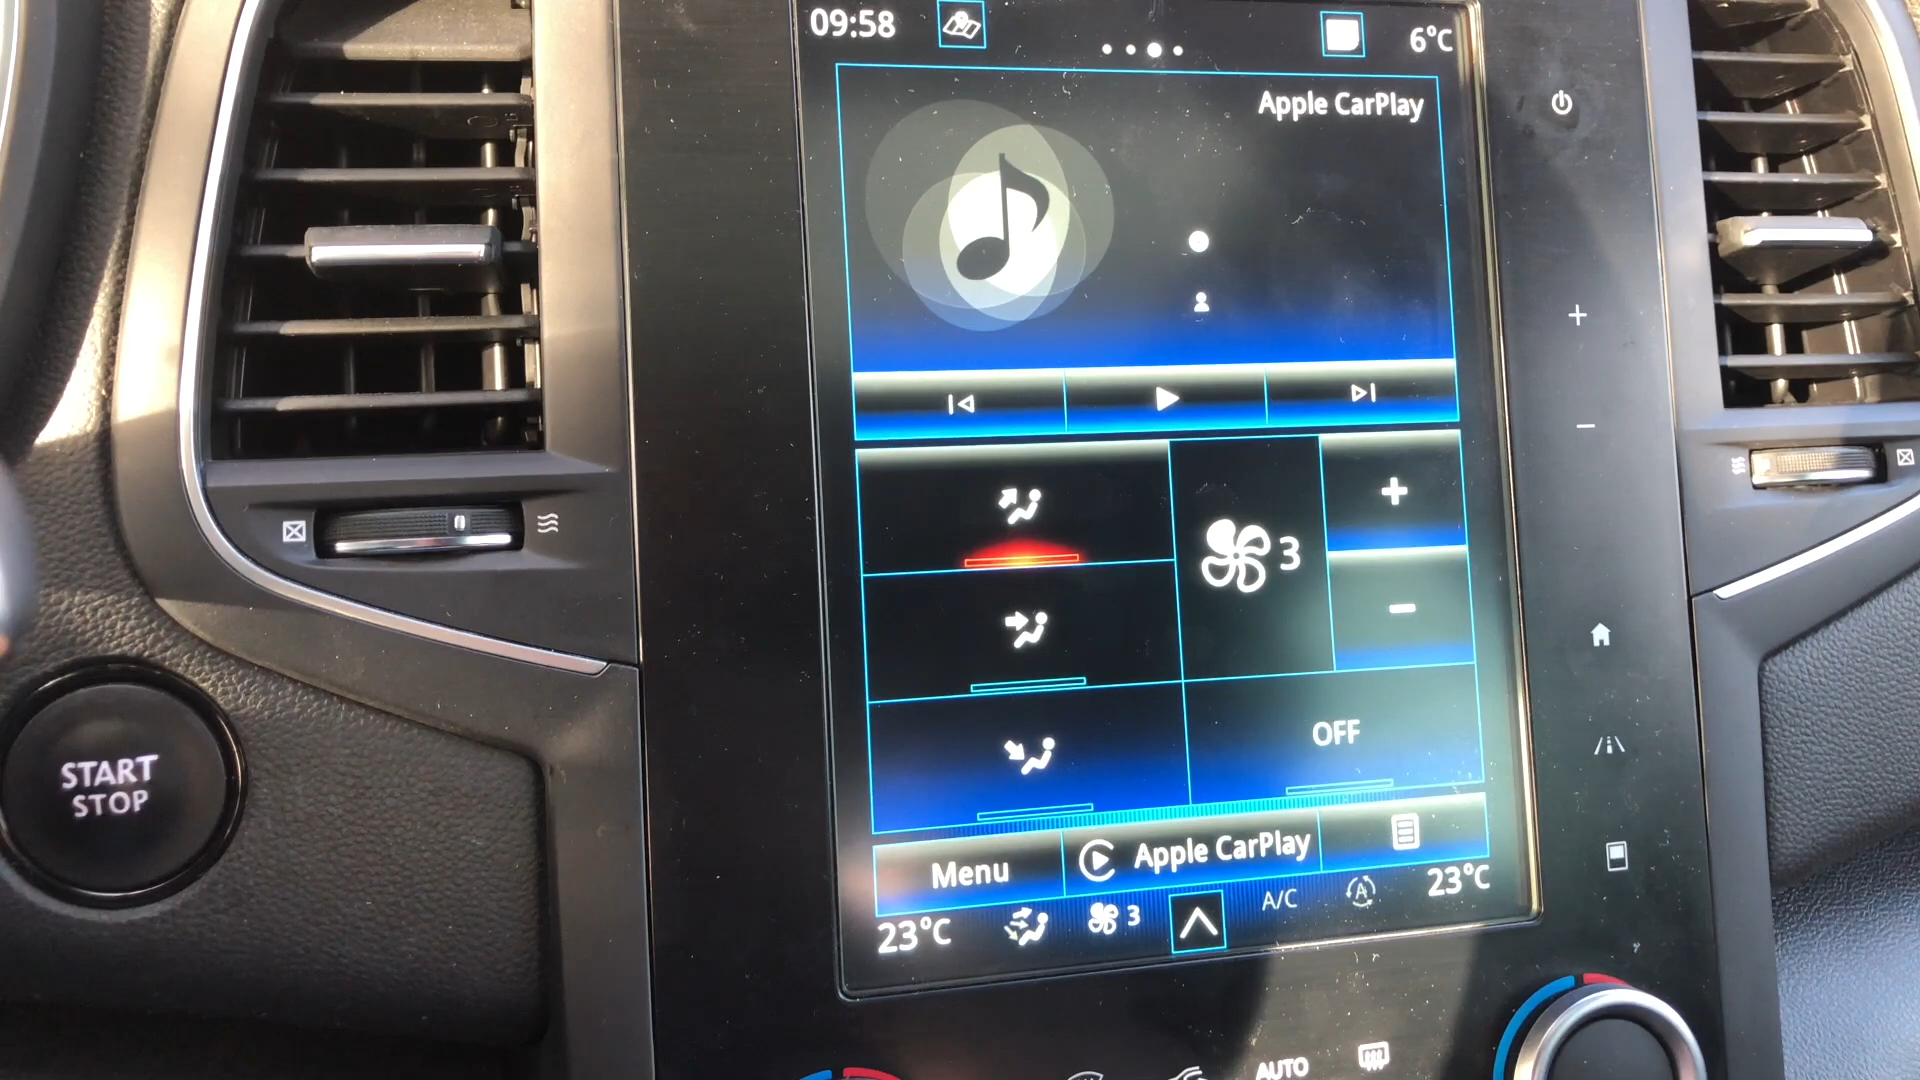 09:58
6°C
Apple CarPlay
3
OFF
START
STOP
Menu
Apple CarPlay
A/C
A
23°C
23°C
3
AUTO